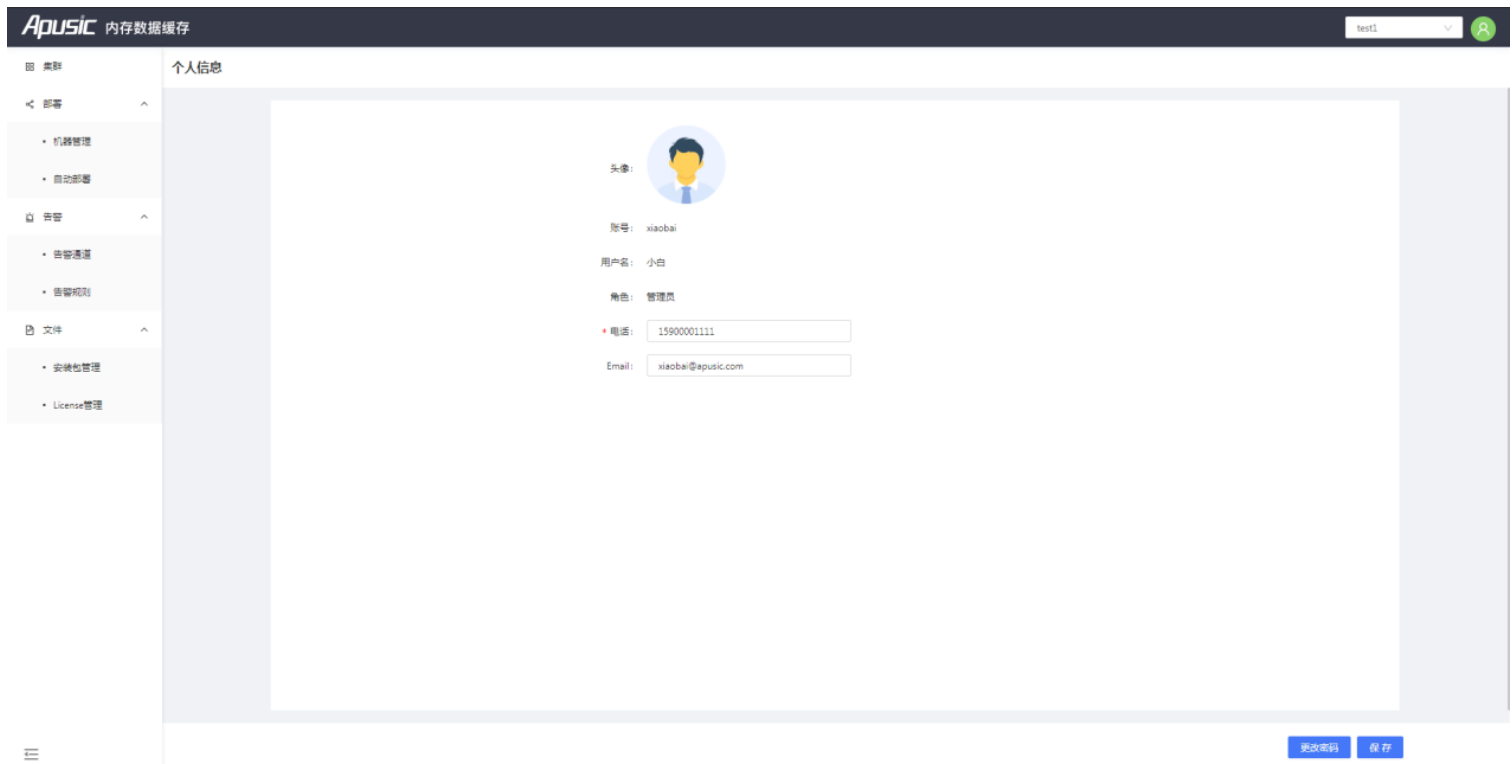 Apusic 内存数据缓存
test1
集群
个人信息
部署
机器管理
自动部署
告警
告警通道
告警规则
文件
安装包管理
License管理
头像:
账号: xiaobai
用户名: 小白
角色: 管理员
* 电话: 15900001111
Email: xiaobai@apusic.com
更改密码 保存